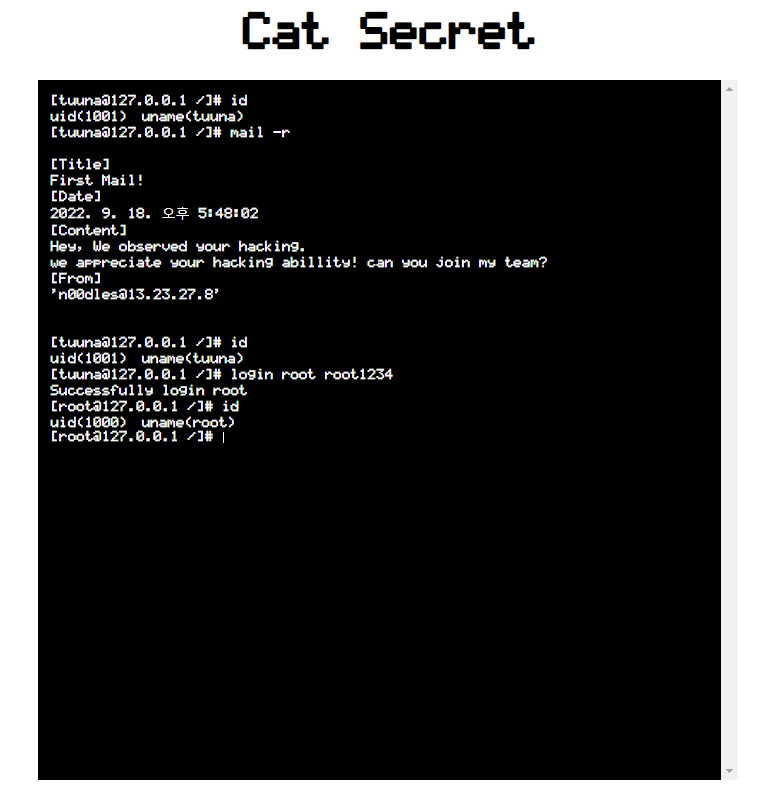 Cat Secret
[tuuna@127.0.0.1 /]# id
uid(1001) uname(tuuna)
[tuuna@127.0.0.1 /]# mail -r
[Title]
First Mail!
[Date]
2022. 9. 18. 오후 5:48:02
[Content]
Hey, We observed your hacking.
we appreciate your hacking abillity! can you join my team?
[From]
'n00dles@13.23.27.8'
[tuuna@127.0.0.1 /]# id
uid(1001) uname(tuuna)
[tuuna@127.0.0.1 /]# login root root1234
Successfully login root
[root@127.0.0.1 /]# id
uid(1000) uname(root)
[root@127.0.0.1 /]#